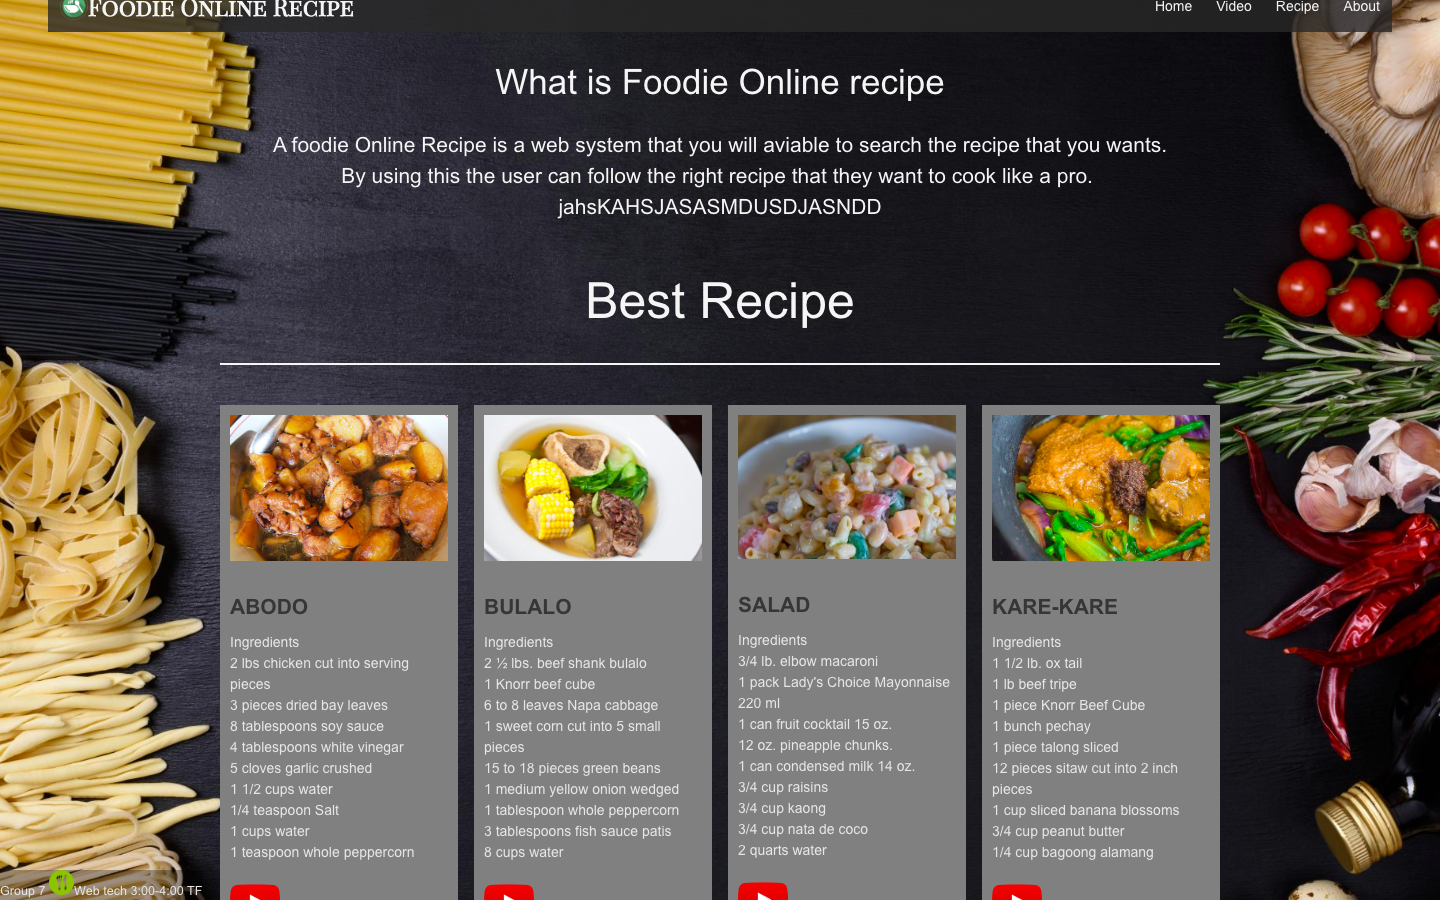 FOODIE ONLINE RECIPE
Home
Video
Recipe
About
What is Foodie Online recipe
A foodie Online Recipe is a web system that you will aviable to search the recipe that you wants.
By using this the user can follow the right recipe that they want to cook like a pro.
jahsKAHSJASASMDUSDJASNDD
Best Recipe
ABODO
Ingredients
2 lbs chicken cut into serving
pieces
3 pieces dried bay leaves
8 tablespoons soy sauce
4 tablespoons white vinegar
5 cloves garlic crushed
1 1/2 cups water
1/4 teaspoon Salt
1 cups water
1 teaspoon whole peppercorn
BULALO
Ingredients
2 ½ lbs. beef shank bulalo
1 Knorr beef cube
6 to 8 leaves Napa cabbage
1 sweet corn cut into 5 small
pieces
15 to 18 pieces green beans
1 medium yellow onion wedged
1 tablespoon whole peppercorn
3 tablespoons fish sauce patis
8 cups water
SALAD
Ingredients
3/4 lb. elbow macaroni
1 pack Lady's Choice Mayonnaise
220 ml
1 can fruit cocktail 15 oz.
12 oz. pineapple chunks.
1 can condensed milk 14 oz.
3/4 cup raisins
3/4 cup kaong
3/4 cup nata de coco
2 quarts water
KARE-KARE
Ingredients
1 1/2 lb. ox tail
1 lb beef tripe
1 piece Knorr Beef Cube
1 bunch pechay
1 piece talong sliced
12 pieces sitaw cut into 2 inch
pieces
1 cup sliced banana blossoms
3/4 cup peanut butter
1/4 cup bagoong alamang
Group 7 Web tech 3:00-4:00 TF